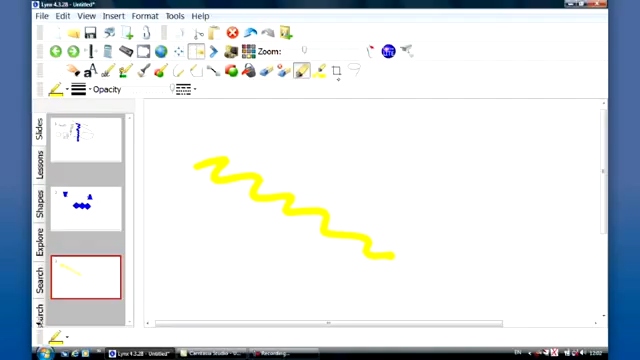 Lynx 4.3.28 - Untitled*
File Edit View Insert Format Tools Help
Zoom:
Opacity
Slides
Lessons
Shapes
Explore
Search
Lynx 4.3.28 - Untitled*
Camtasia Studio -
Recording...
EN
12:02